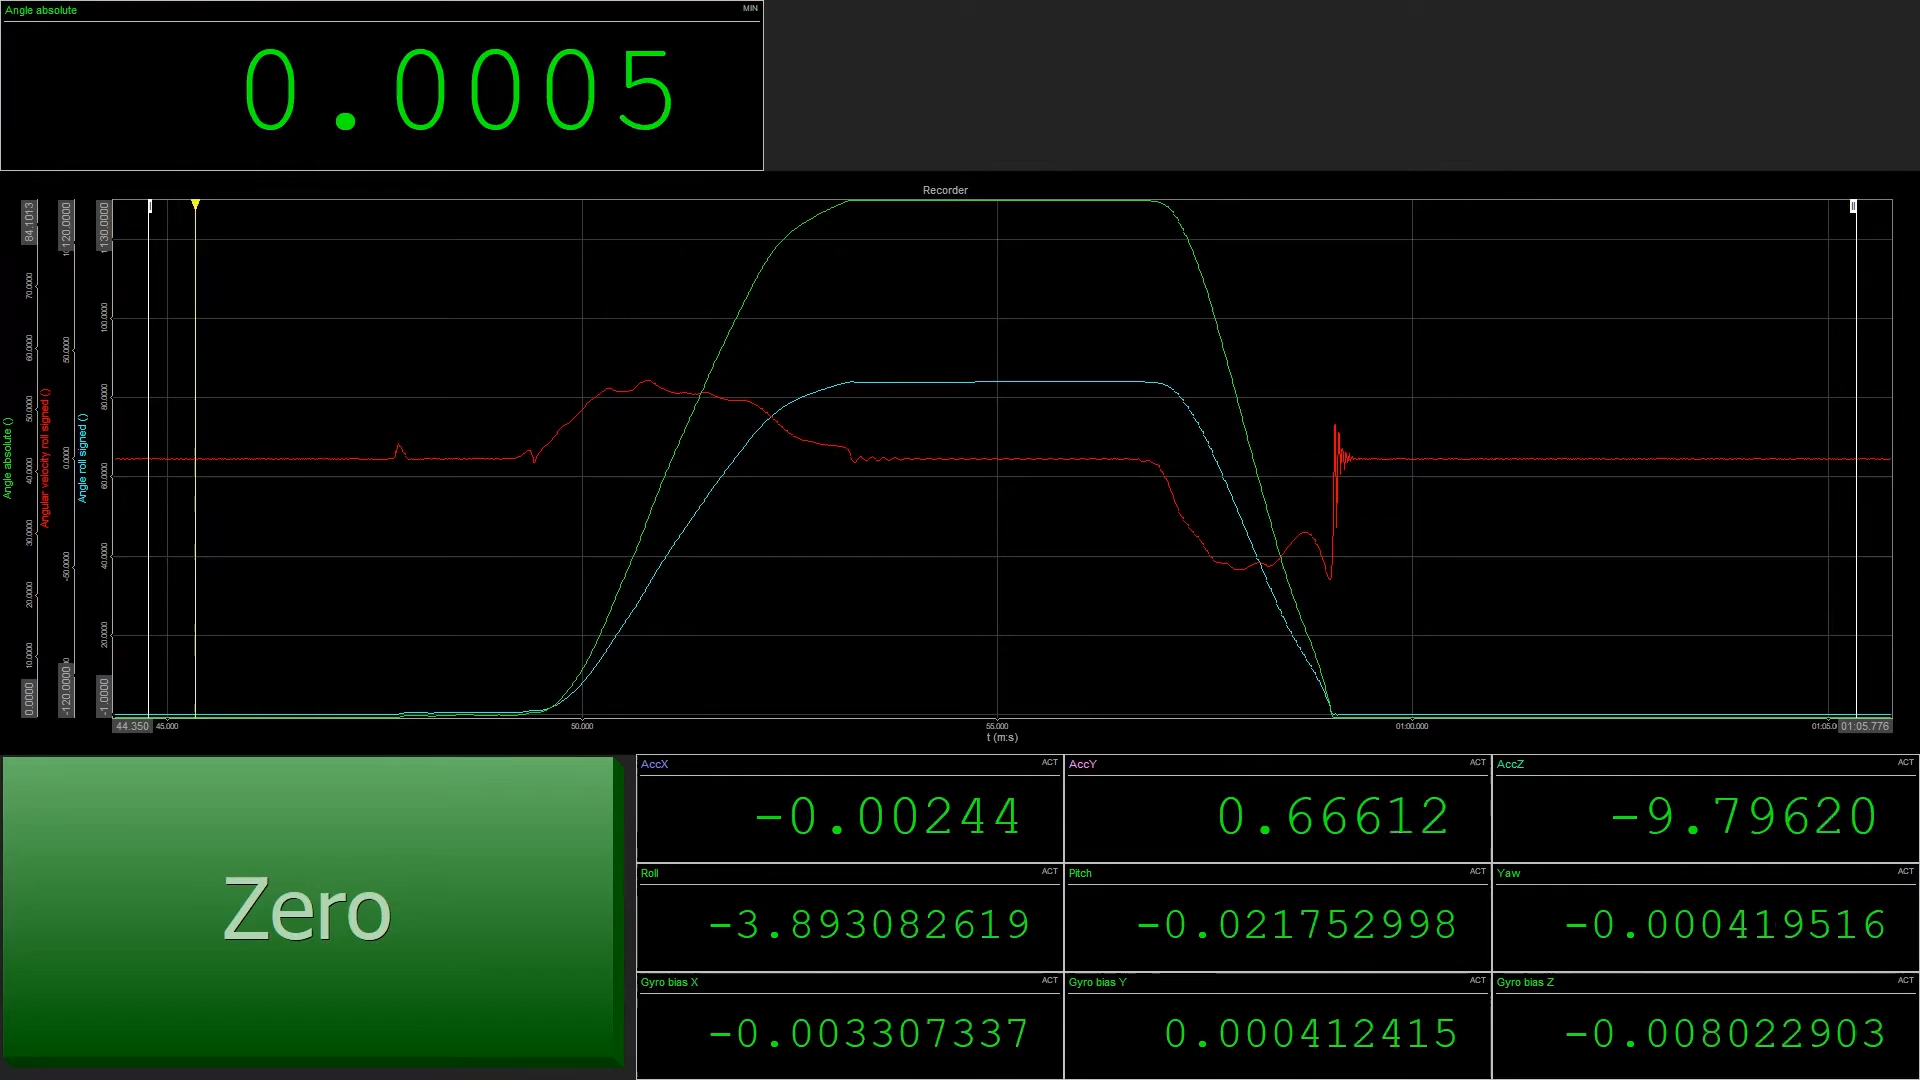 Angle absolute
MIN
0.0005
Recorder
84.1013
70.0000
60.0000
50.0000
40.0000
30.0000
20.0000
10.0000
0.0000
Angle absolute ()
120.0000
50.0000
0.0000
-50.0000
-120.0000
Angular velocity roll signed ()
130.0000
100.0000
80.0000
60.0000
40.0000
20.0000
-1.0000
Angle roll signed ()
44.350
45.000
50.000
55.000
01:00.000
01:05.0
01:05.776
t (m:s)
Zero
AccX ACT
-0.00244
AccY ACT
0.66612
AccZ ACT
-9.79620
Roll ACT
-3.893082619
Pitch ACT
-0.021752998
Yaw ACT
-0.000419516
Gyro bias X ACT
-0.003307337
Gyro bias Y ACT
0.000412415
Gyro bias Z ACT
-0.008022903